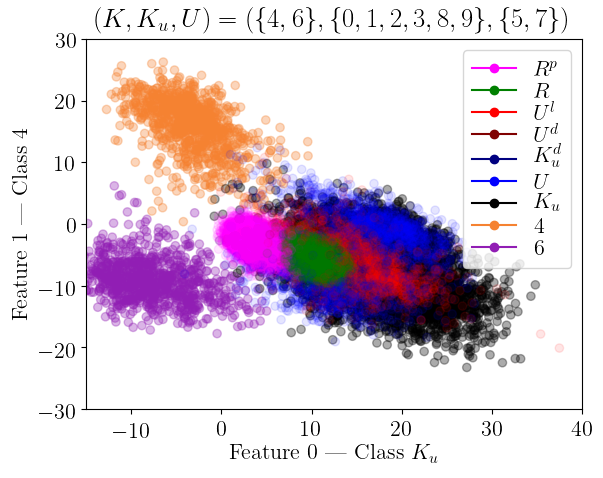 (K, K_u, U) = ({4, 6}, {0, 1, 2, 3, 8, 9}, {5, 7})
30
20
10
0
−10
−20
−30
−10
0
10
20
30
40
Feature 1 — Class 4
Feature 0 — Class K_u
R^p
R
U^l
U^d
K_u^d
U
K_u
4
6